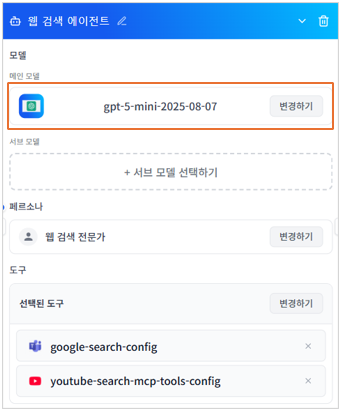 웹 검색 에이전트
모델
메인 모델
gpt-5-mini-2025-08-07 변경하기
서브 모델
+ 서브 모델 선택하기
페르소나
웹 검색 전문가 변경하기
도구
선택된 도구 변경하기
google-search-config
youtube-search-mcp-tools-config